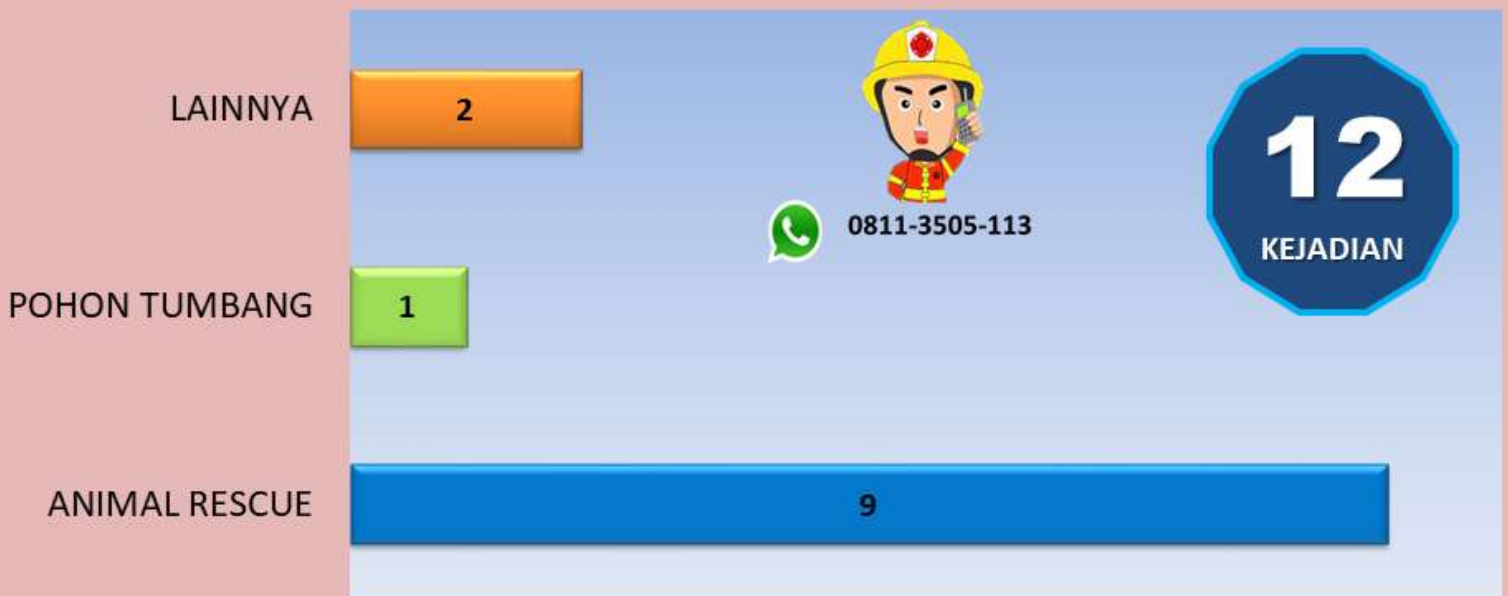 LAINNYA
2
0811-3505-113
12
KEJADIAN
POHON TUMBANG
1
ANIMAL RESCUE
9